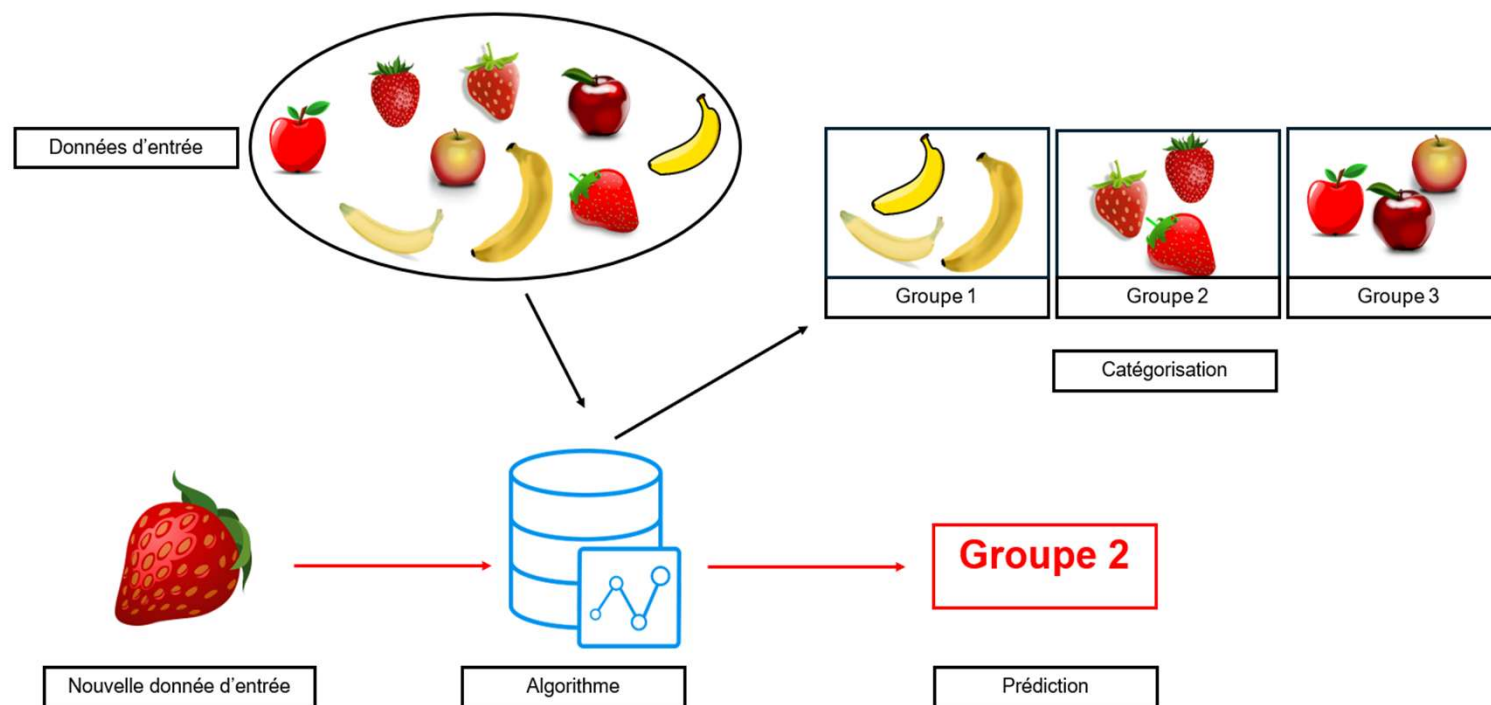 Données d'entrée
Groupe 1
Groupe 2
Groupe 3
Catégorisation
Groupe 2
Nouvelle donnée d'entrée
Algorithme
Prédiction